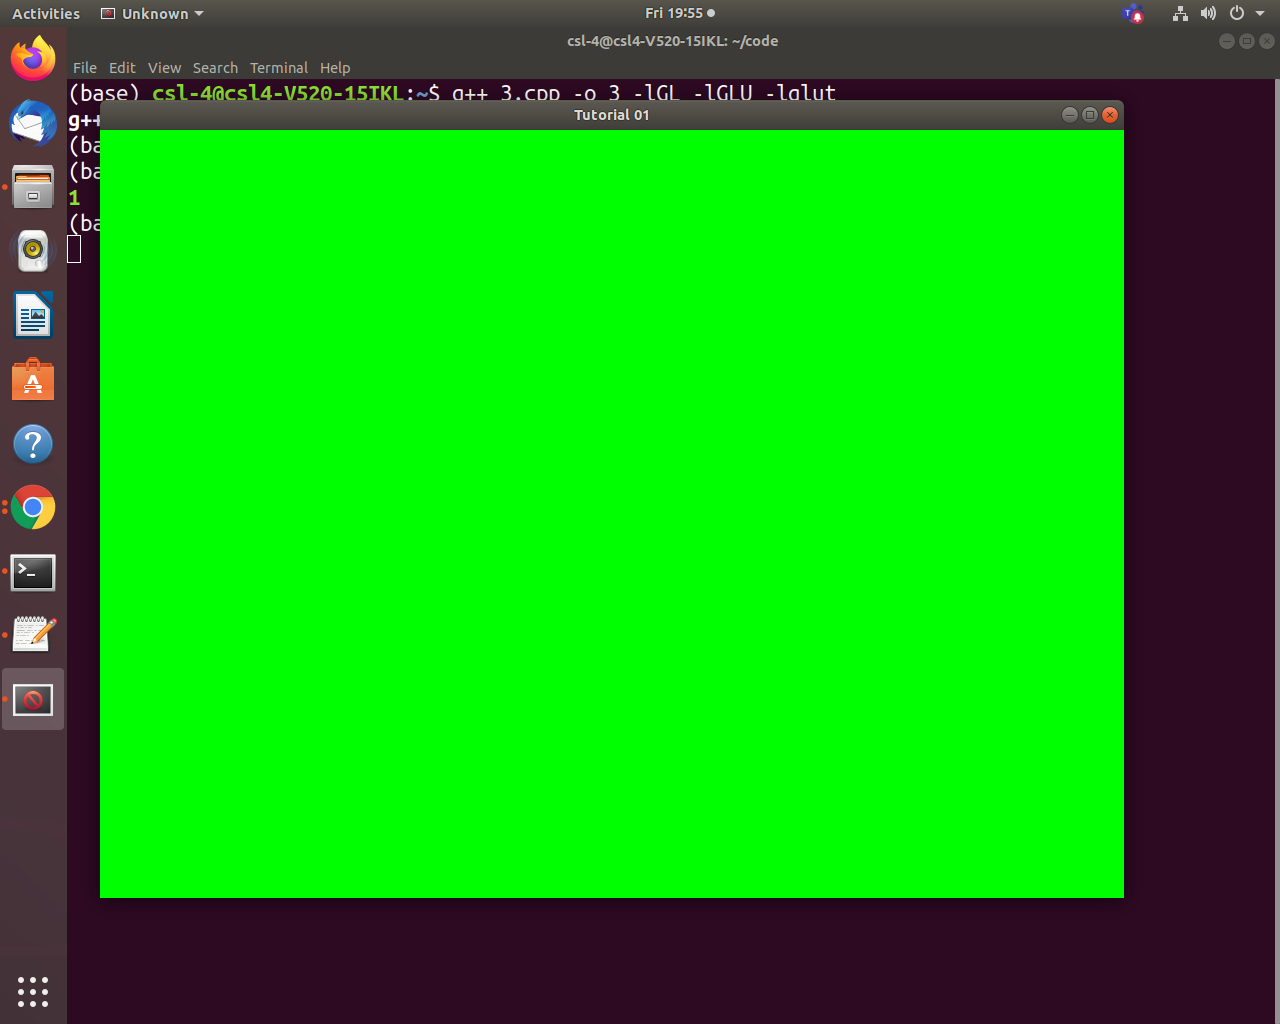 Activities Unknown Fri 19:55
csl-4@csl4-V520-15IKL: ~/code
File Edit View Search Terminal Help
(base) csl-4@csl4-V520-15IKL:~$ g++ 3.cpp -o 3 -lGL -lGLU -lglut
Tutorial 01
g++
(ba
(ba
1
(ba